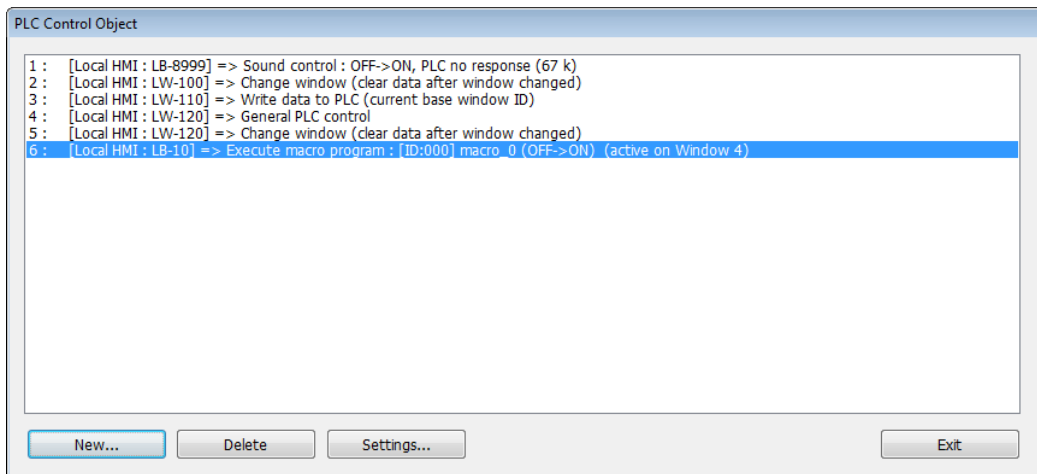 PLC Control Object
1 : [Local HMI : LB-8999] => Sound control : OFF->ON, PLC no response (67 k)
2 : [Local HMI : LW-100] => Change window (clear data after window changed)
3 : [Local HMI : LW-110] => Write data to PLC (current base window ID)
4 : [Local HMI : LW-120] => General PLC control
5 : [Local HMI : LW-120] => Change window (clear data after window changed)
6 : [Local HMI : LB-10] => Execute macro program : [ID:000] macro_0 (OFF->ON) (active on Window 4)
New... Delete Settings... Exit